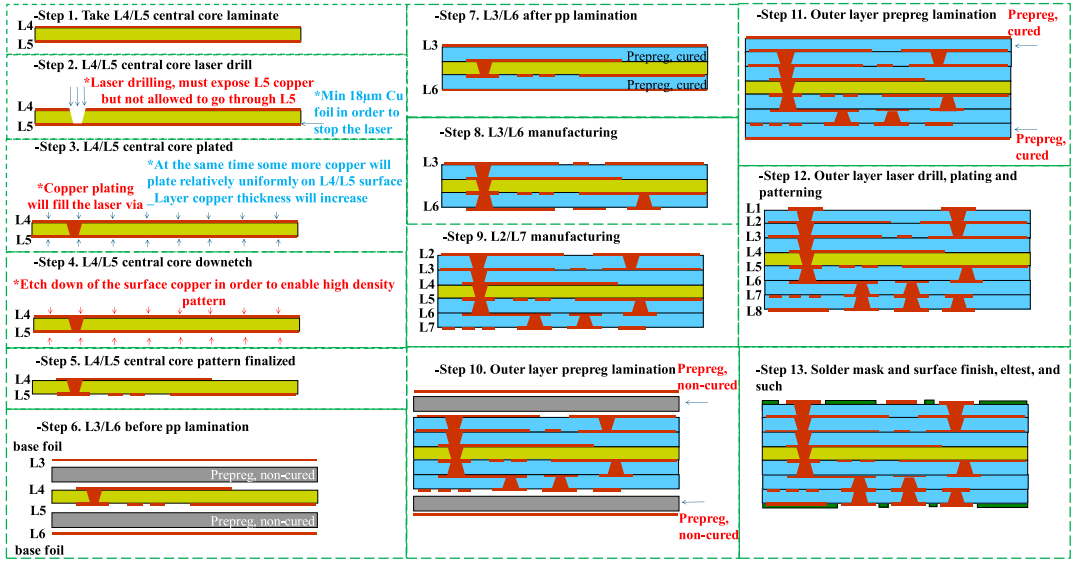 -Step 1. Take L4/L5 central core laminate
L4
L5
-Step 2. L4/L5 central core laser drill
*Laser drilling, must expose L5 copper
but not allowed to go through L5
*Min 18μm Cu
foil in order to
stop the laser
L4
L5
-Step 3. L4/L5 central core plated
*At the same time some more copper will
plate relatively uniformly on L4/L5 surface
_Layer copper thickness will increase
*Copper plating
will fill the laser via
L4
L5
-Step 4. L4/L5 central core downetch
*Etch down of the surface copper in order to enable high density
pattern
L4
L5
-Step 5. L4/L5 central core pattern finalized
L4
L5
-Step 6. L3/L6 before pp lamination
base foil
L3
Prepreg, non-cured
L4
L5
Prepreg, non-cured
L6
base foil
-Step 7. L3/L6 after pp lamination
L3
Prepreg, cured
Prepreg, cured
L6
-Step 8. L3/L6 manufacturing
L3
L6
-Step 9. L2/L7 manufacturing
L2
L3
L4
L5
L6
L7
-Step 10. Outer layer prepreg lamination
Prepreg,
non-cured
Prepreg,
non-cured
-Step 11. Outer layer prepreg lamination
Prepreg,
cured
Prepreg,
cured
-Step 12. Outer layer laser drill, plating and
patterning
L1
L2
L3
L4
L5
L6
L7
L8
-Step 13. Solder mask and surface finish, eltest, and
such